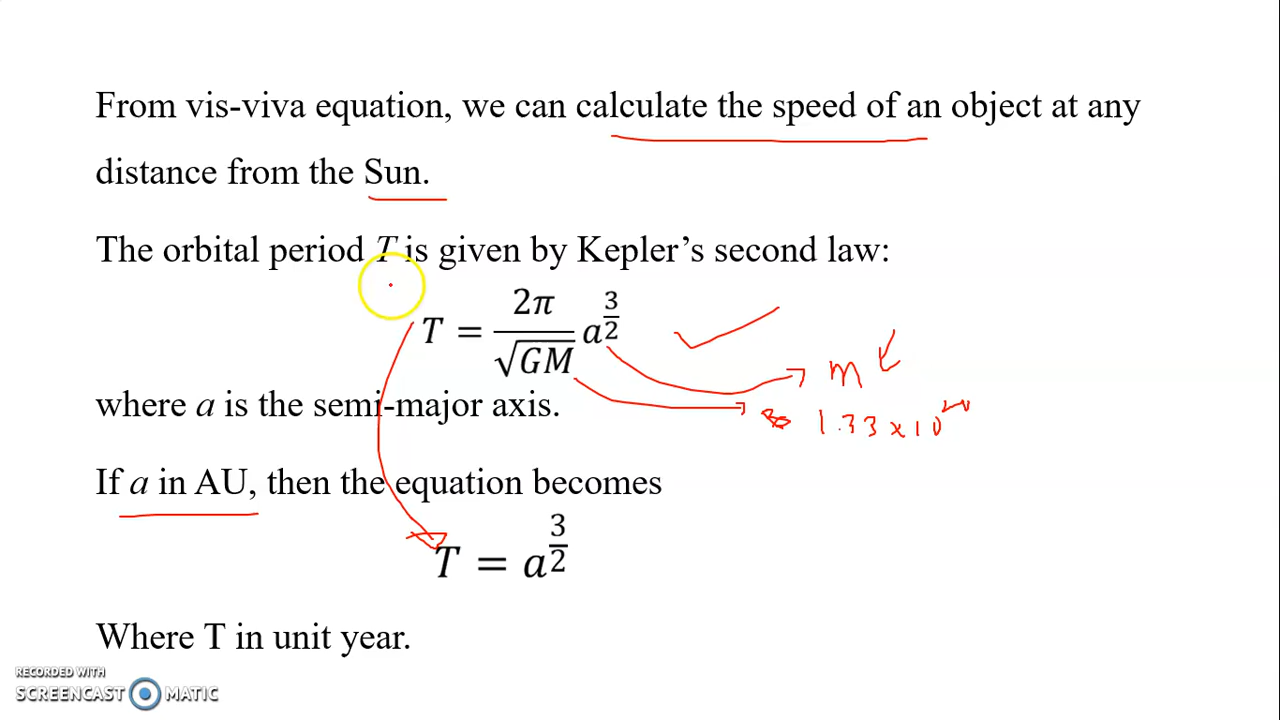 From vis-viva equation, we can calculate the speed of an object at any
distance from the Sun.
The orbital period T is given by Kepler’s second law:
T = 2π/√GM a^3/2
m
where a is the semi-major axis.
1.33 x 10^20
If a in AU, then the equation becomes
T = a^3/2
Where T in unit year.
RECORDED WITH
SCREENCAST MATIC